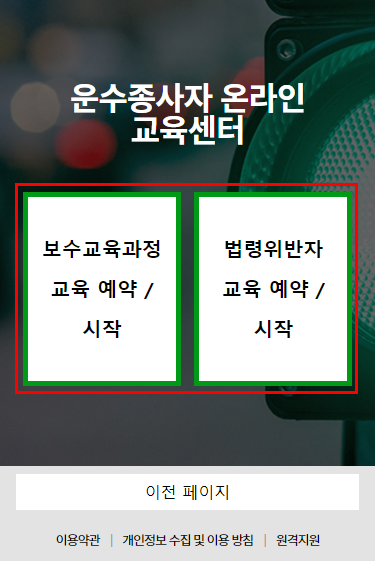 운수종사자 온라인
교육센터
보수교육과정
교육 예약 /
시작
법령위반자
교육 예약 /
시작
이전 페이지
이용약관 | 개인정보 수집 및 이용 방침 | 원격지원